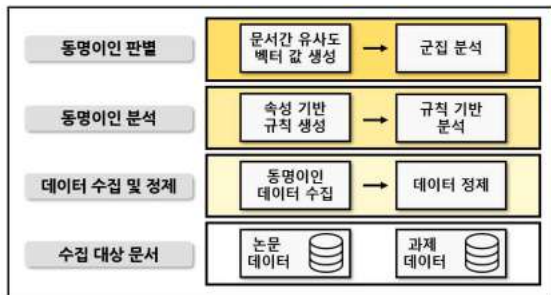 동명이인 판별
문서간 유사도
벡터 값 생성
군집 분석
동명이인 분석
속성 기반
규칙 생성
규칙 기반
분석
데이터 수집 및 정제
동명이인
데이터 수집
데이터 정제
수집 대상 문서
논문
데이터
과제
데이터